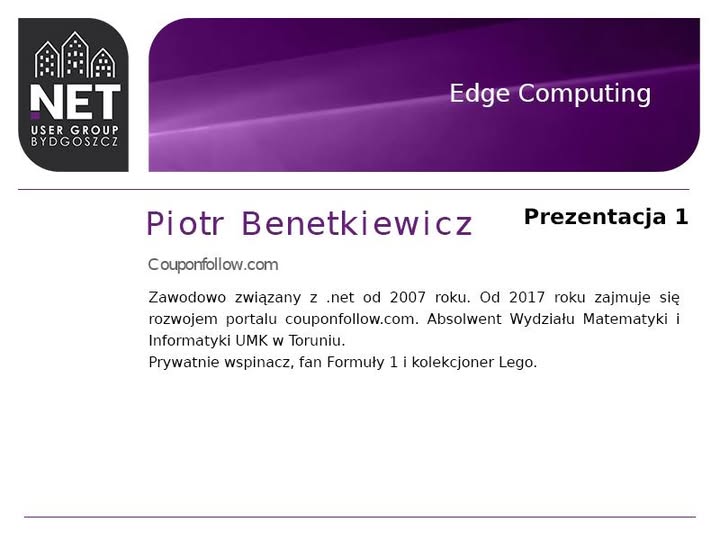 .NET
USER GROUP
BYDGOSZCZ
Edge Computing
Piotr Benetkiewicz
Prezentacja 1
Couponfollow.com
Zawodowo związany z .net od 2007 roku. Od 2017 roku zajmuje się
rozwojem portalu couponfollow.com. Absolwent Wydziału Matematyki i
Informatyki UMK w Toruniu.
Prywatnie wspinacz, fan Formuły 1 i kolekcjoner Lego.